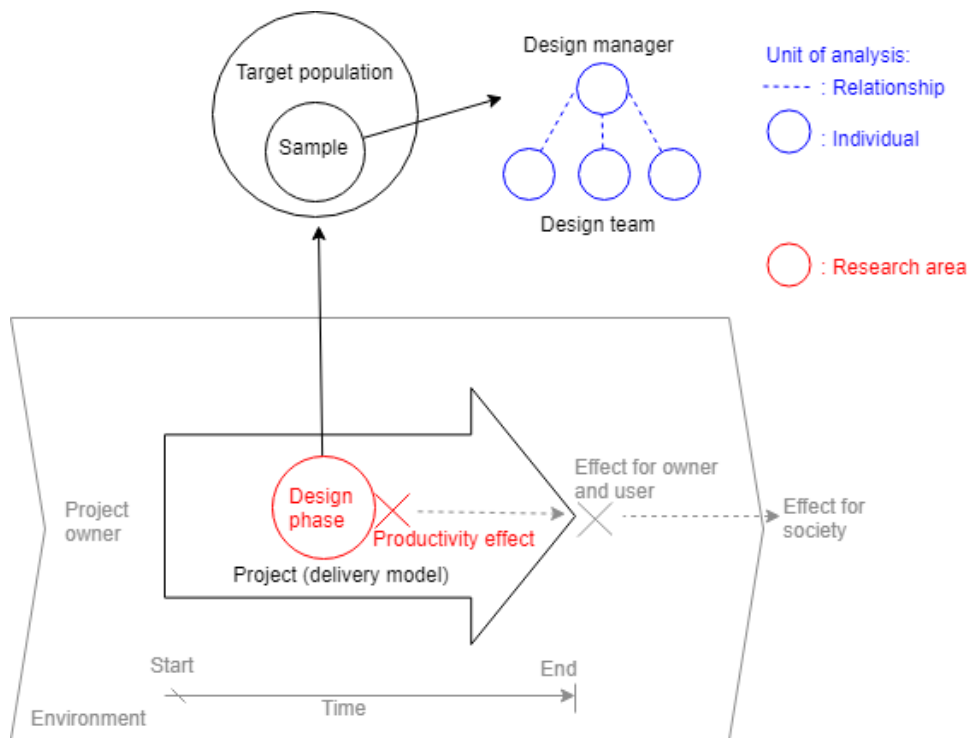 Design manager
Unit of analysis:
Target population
: Relationship
Sample
: Individual
Design team
: Research area
Effect for owner
and user
Project
owner
Design
phase
Effect for
society
Productivity effect
Project (delivery model)
Start
End
Time
Environment